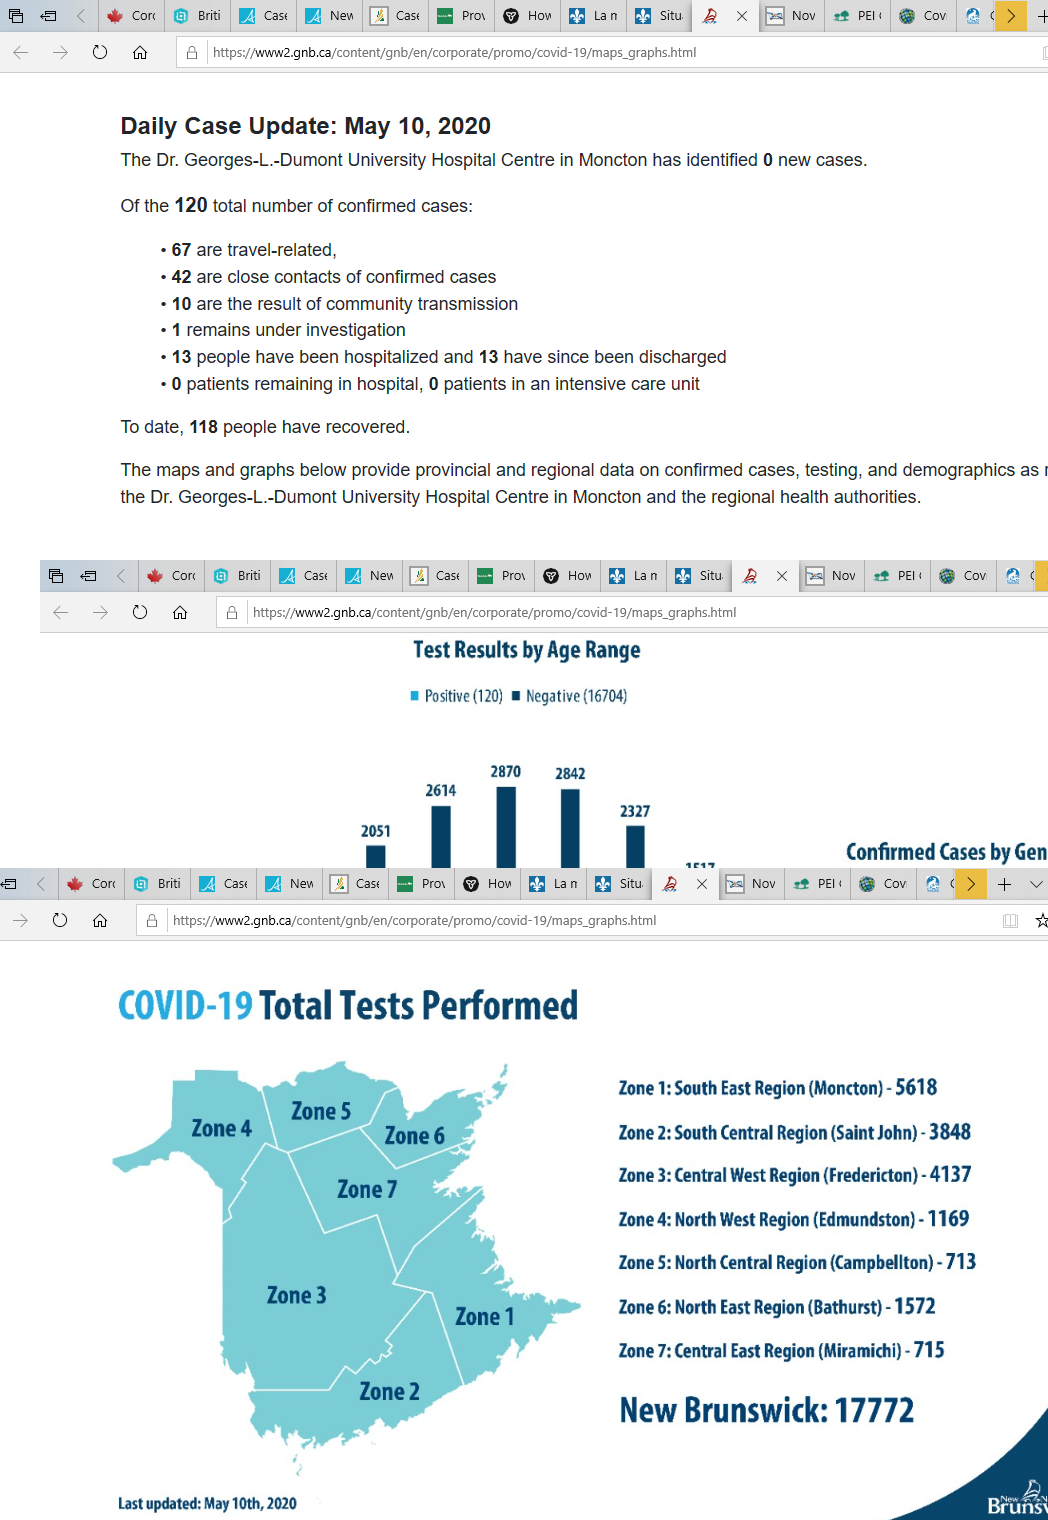 Corc Briti Case New Case Prov How La n Situ Nov PEI Cov
https://www2.gnb.ca/content/gnb/en/corporate/promo/covid-19/maps_graphs.html
Daily Case Update: May 10, 2020
The Dr. Georges-L.-Dumont University Hospital Centre in Moncton has identified 0 new cases.
Of the 120 total number of confirmed cases:
• 67 are travel-related,
• 42 are close contacts of confirmed cases
• 10 are the result of community transmission
• 1 remains under investigation
• 13 people have been hospitalized and 13 have since been discharged
• 0 patients remaining in hospital, 0 patients in an intensive care unit
To date, 118 people have recovered.
The maps and graphs below provide provincial and regional data on confirmed cases, testing, and demographics as
the Dr. Georges-L.-Dumont University Hospital Centre in Moncton and the regional health authorities.
Corc Briti Case New Case Prov How La n Situ Nov PEI Cov
https://www2.gnb.ca/content/gnb/en/corporate/promo/covid-19/maps_graphs.html
Test Results by Age Range
Positive (120) Negative (16704)
2870 2842
2614
2327
2051
1517
Confirmed Cases by Gen
Corc Briti Case New Case Prov How La n Situ Nov PEI Cov
https://www2.gnb.ca/content/gnb/en/corporate/promo/covid-19/maps_graphs.html
COVID-19 Total Tests Performed
Zone 4
Zone 5
Zone 6
Zone 7
Zone 3
Zone 1
Zone 2
Zone 1: South East Region (Moncton) - 5618
Zone 2: South Central Region (Saint John) - 3848
Zone 3: Central West Region (Fredericton) - 4137
Zone 4: North West Region (Edmundston) - 1169
Zone 5: North Central Region (Campbellton) - 713
Zone 6: North East Region (Bathurst) - 1572
Zone 7: Central East Region (Miramichi) - 715
New Brunswick: 17772
Last updated: May 10th, 2020
New
Brunsw